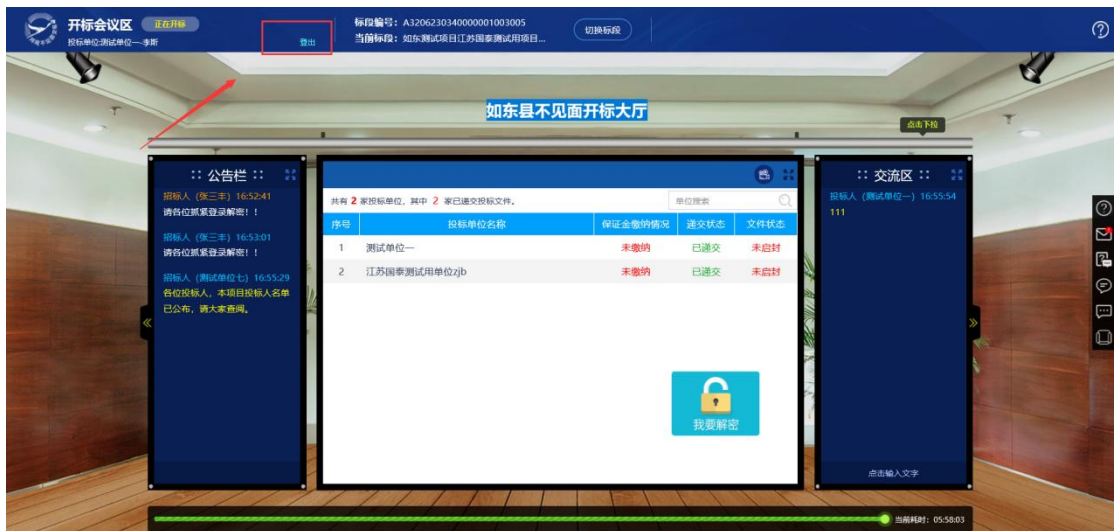 开标会议区 正在开标
投标单位:测试单位一-李斯
登出
标段编号：A3206230340000001003005
当前标段：如东测试项目江苏国泰测试用项目...
切换标段
如东县不见面开标大厅
点击下拉
:: 公告栏 ::
招标人（张三丰）16:52:41
请各位抓紧登录解密！！
招标人（张三丰）16:53:01
请各位抓紧登录解密！！
招标人（测试单位七）16:55:29
各位投标人，本项目投标人名单
已公布，请大家查阅。
共有 2 家投标单位，其中 2 家已递交投标文件。
单位搜索
序号 投标单位名称 保证金缴纳情况 递交状态 文件状态
1 测试单位一 未缴纳 已递交 未启封
2 江苏国泰测试用单位zjb 未缴纳 已递交 未启封
我要解密
:: 交流区 ::
投标人（测试单位一）16:55:54
111
点击输入文字
当前耗时：05:58:03